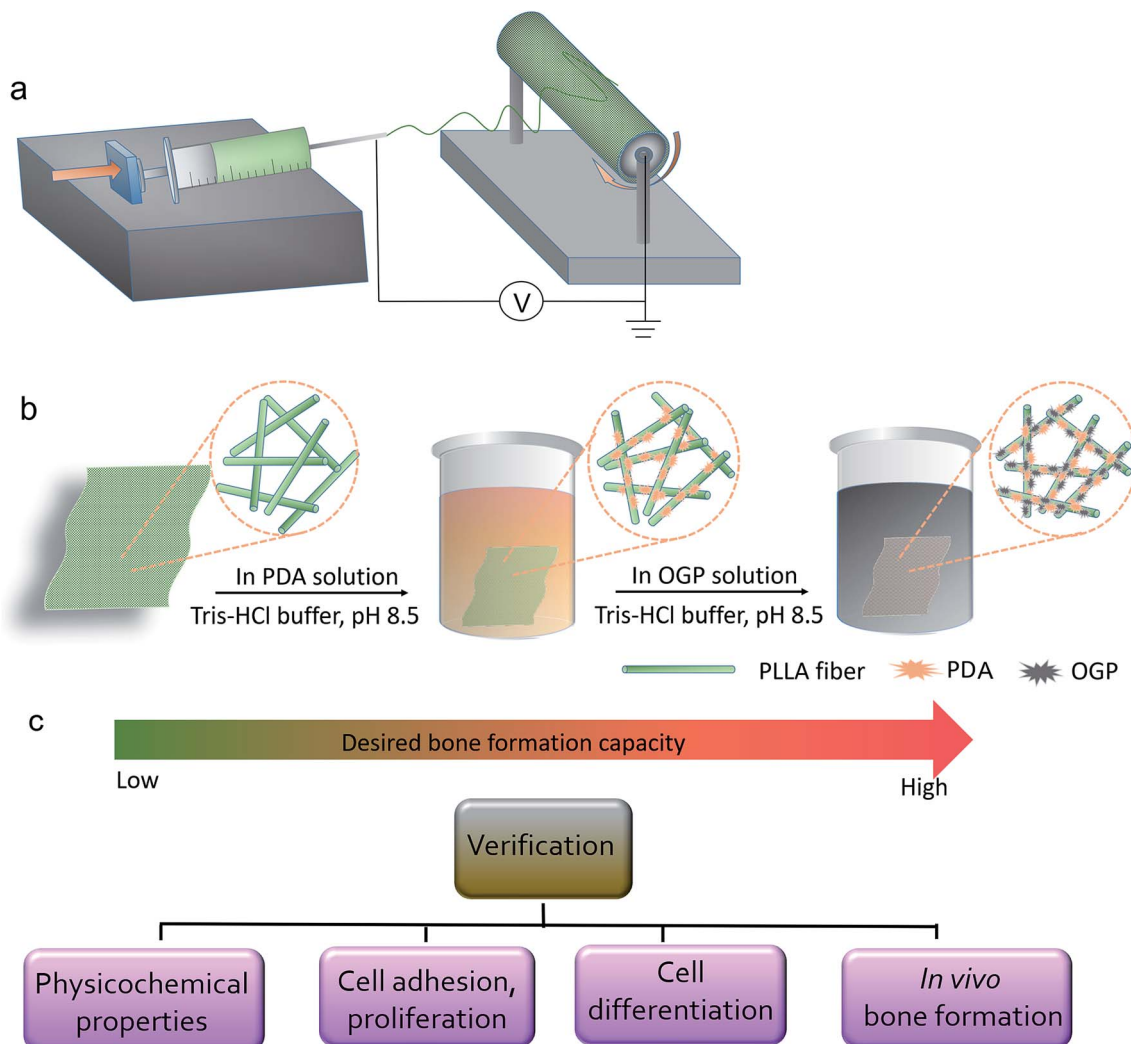 a
V
b
In PDA solution
Tris-HCl buffer, pH 8.5
In OGP solution
Tris-HCl buffer, pH 8.5
PLLA fiber
PDA
OGP
c
Desired bone formation capacity
Low
High
Verification
Physicochemical
properties
Cell adhesion,
proliferation
Cell
differentiation
In vivo
bone formation